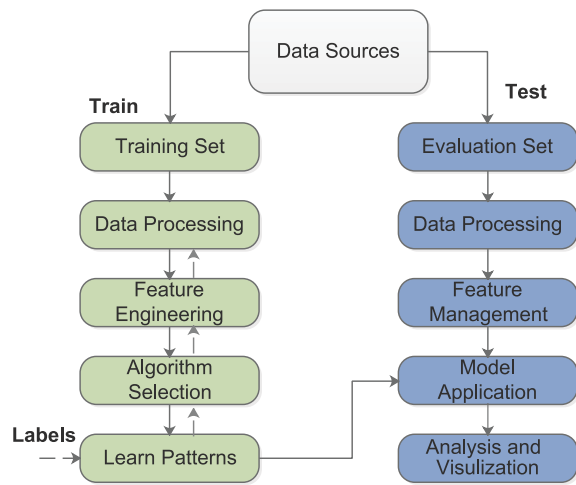 Data Sources
Train
Test
Training Set
Evaluation Set
Data Processing
Data Processing
Feature
Engineering
Feature
Management
Algorithm
Selection
Model
Application
Labels
Learn Patterns
Analysis and
Visulization